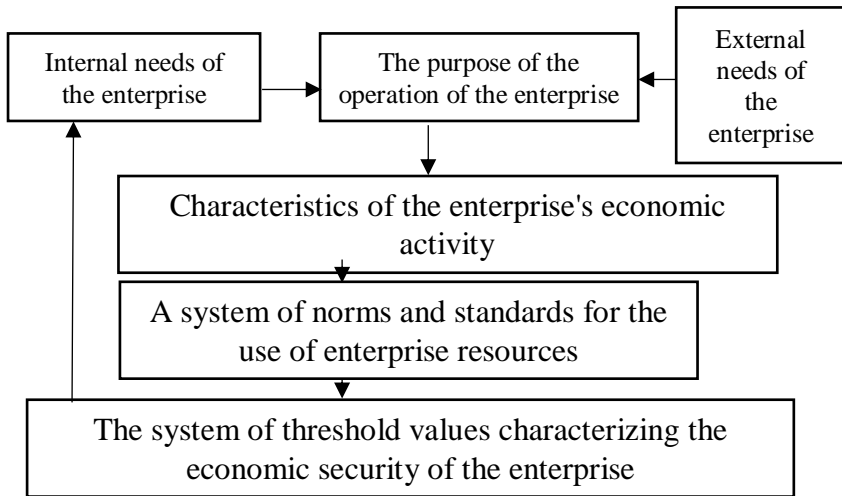 Internal needs of
the enterprise
The purpose of the
operation of the enterprise
External
needs of
the
enterprise
Characteristics of the enterprise's economic
activity
A system of norms and standards for the
use of enterprise resources
The system of threshold values characterizing the
economic security of the enterprise